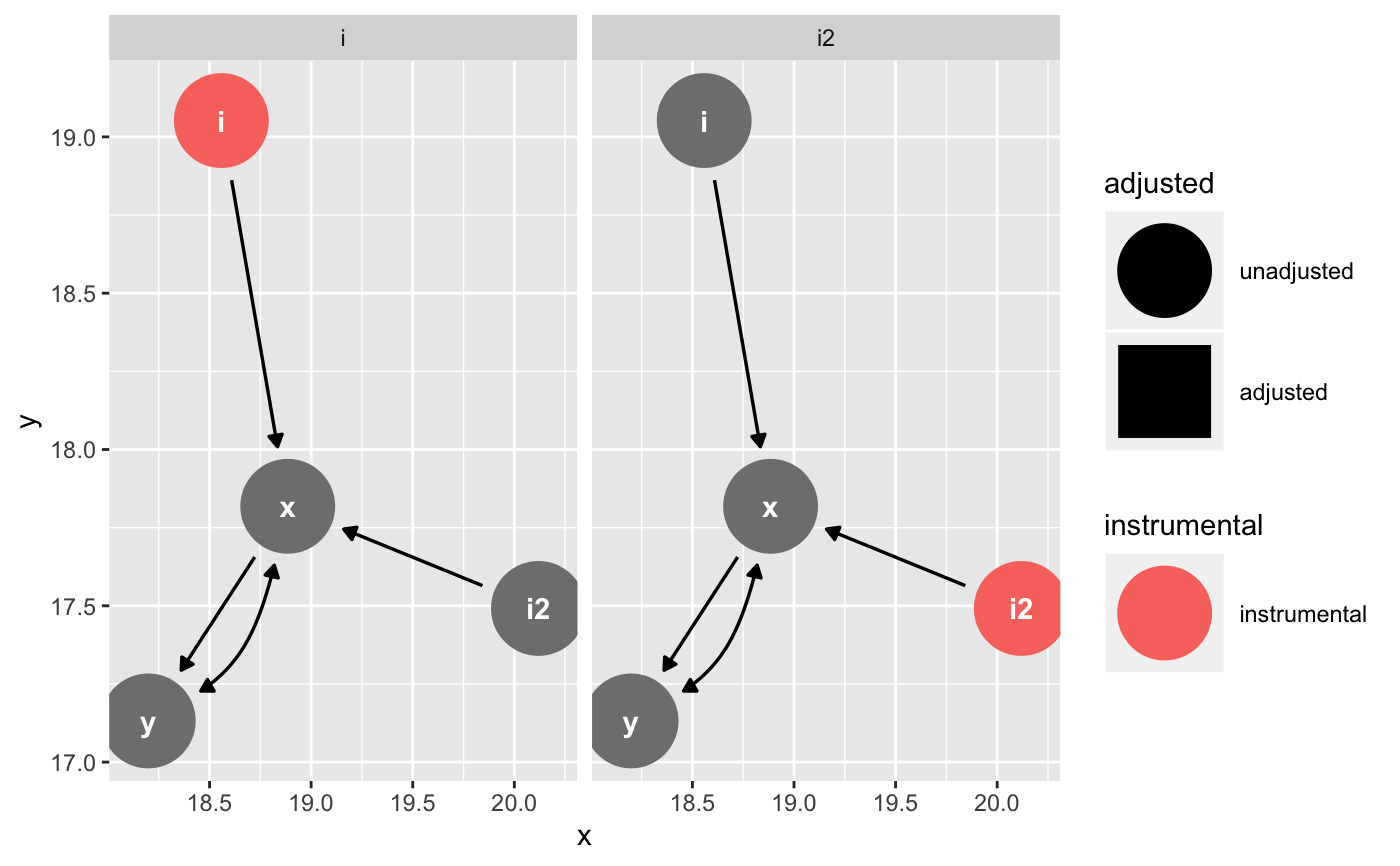 i
i2
19.0
18.5
18.0
17.5
17.0
y
i
x
i2
y
i
x
i2
y
18.5
19.0
19.5
20.0
18.5
19.0
19.5
20.0
x
adjusted
unadjusted
adjusted
instrumental
instrumental